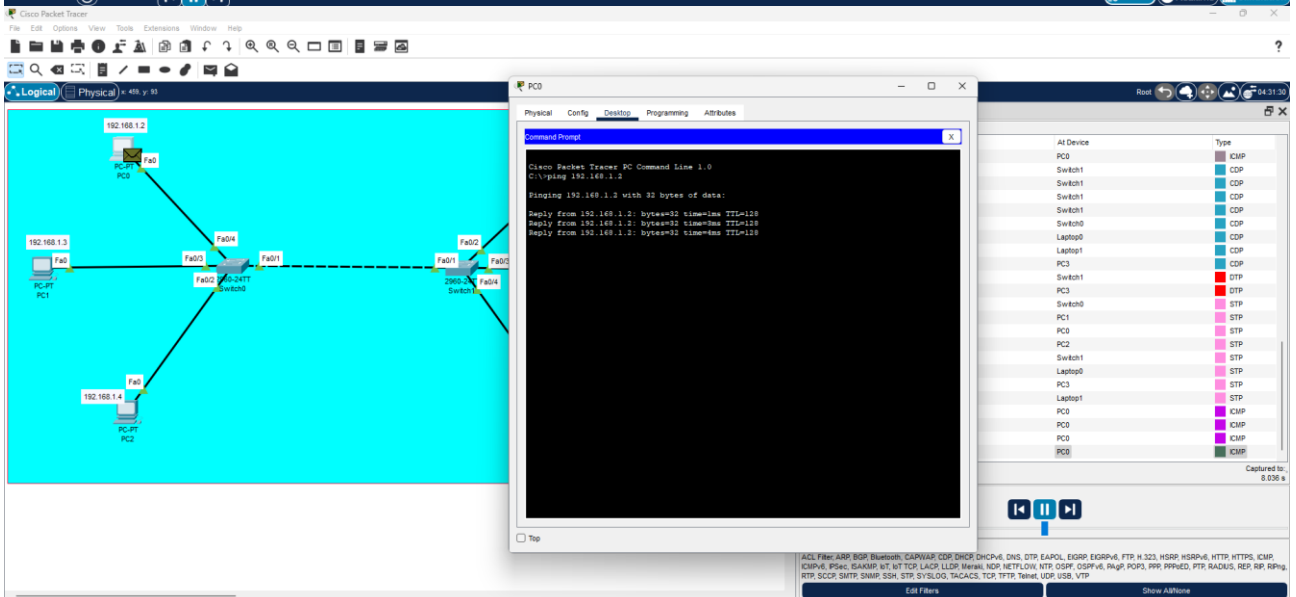 Cisco Packet Tracer
File Edit Options View Tools Extensions Window Help
Logical Physical x: 459, y: 93
Root 04:31:30
192.168.1.2
PC-PT
PC0
Fa0
192.168.1.3
Fa0
PC-PT
PC1
Fa0/4
Fa0/3
Fa0/1
Fa0/2
2960-24TT
Switch0
Fa0/2
Fa0/1
Fa0/3
Fa0/4
Switch1
Fa0
192.168.1.4
PC-PT
PC2
PC0
Physical Config Desktop Programming Attributes
Command Prompt X
Cisco Packet Tracer PC Command Line 1.0
C:\>ping 192.168.1.2
Pinging 192.168.1.2 with 32 bytes of data:
Reply from 192.168.1.2: bytes=32 time=1ms TTL=128
Reply from 192.168.1.2: bytes=32 time=3ms TTL=128
Reply from 192.168.1.2: bytes=32 time=4ms TTL=128
Top
At Device Type
PC0 ICMP
Switch1 CDP
Switch1 CDP
Switch1 CDP
Switch1 CDP
Switch0 CDP
Laptop0 CDP
Laptop1 CDP
PC3 CDP
Switch1 DTP
PC3 DTP
Switch0 STP
PC1 STP
PC0 STP
PC2 STP
Switch1 STP
Laptop0 STP
PC3 STP
Laptop1 STP
PC0 ICMP
PC0 ICMP
PC0 ICMP
PC0 ICMP
Captured to:
8.036 s
ACL Filter, ARP, BGP, Bluetooth, CAPWAP, CDP, DHCP, DHCPv6, DNS, DTP, EAPOL, EIGRP, EIGRPv6, FTP, H.323, HSRP, HSRPv6, HTTP, HTTPS, ICMP,
ICMPv6, IPSec, ISAKMP, IoT, IoT TCP, LACP, LLDP, Meraki, NDP, NETFLOW, NTP, OSPF, OSPFv6, PAgP, POP3, PPP, PPPoED, PTP, RADIUS, REP, RIP, RIPng,
RTP, SCCP, SMTP, SNMP, SSH, STP, SYSLOG, TACACS, TCP, TFTP, Telnet, UDP, USB, VTP
Edit Filters Show All/None